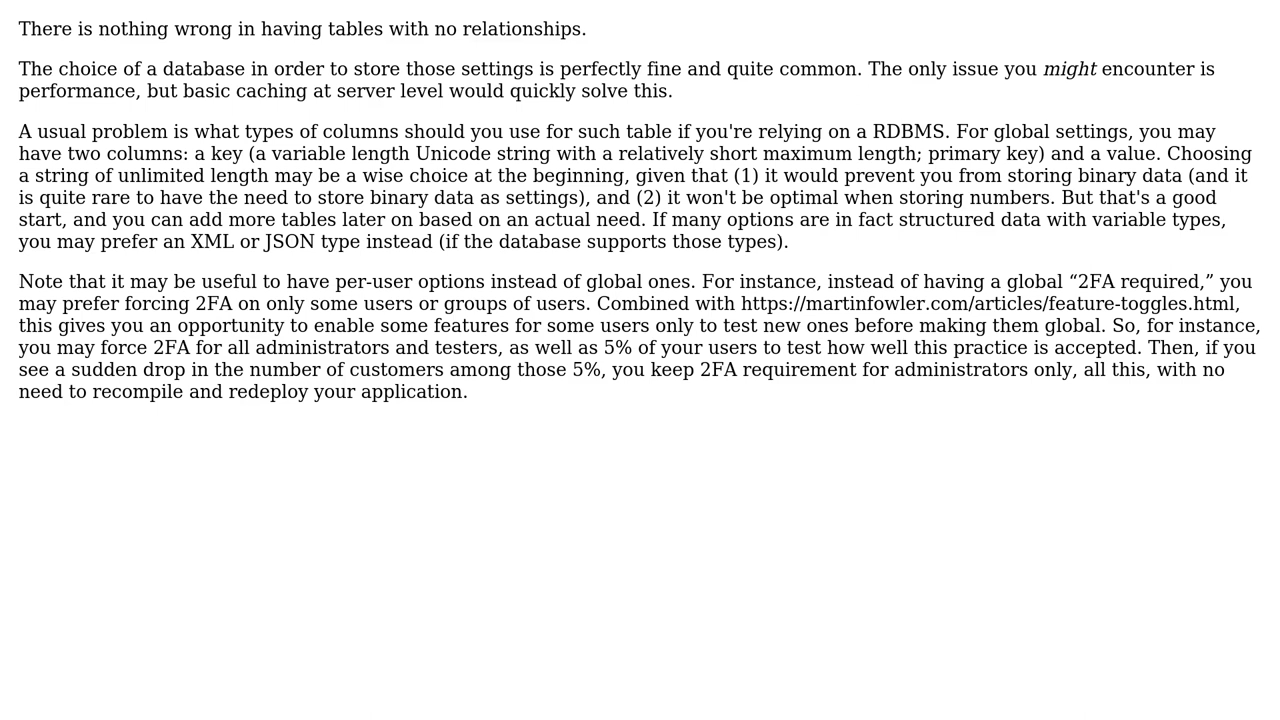 There is nothing wrong in having tables with no relationships.
The choice of a database in order to store those settings is perfectly fine and quite common. The only issue you might encounter is
performance, but basic caching at server level would quickly solve this.
A usual problem is what types of columns should you use for such table if you're relying on a RDBMS. For global settings, you may
have two columns: a key (a variable length Unicode string with a relatively short maximum length; primary key) and a value. Choosing
a string of unlimited length may be a wise choice at the beginning, given that (1) it would prevent you from storing binary data (and it
is quite rare to have the need to store binary data as settings), and (2) it won't be optimal when storing numbers. But that's a good
start, and you can add more tables later on based on an actual need. If many options are in fact structured data with variable types,
you may prefer an XML or JSON type instead (if the database supports those types).
Note that it may be useful to have per-user options instead of global ones. For instance, instead of having a global “2FA required,” you
may prefer forcing 2FA on only some users or groups of users. Combined with https://martinfowler.com/articles/feature-toggles.html,
this gives you an opportunity to enable some features for some users only to test new ones before making them global. So, for instance,
you may force 2FA for all administrators and testers, as well as 5% of your users to test how well this practice is accepted. Then, if you
see a sudden drop in the number of customers among those 5%, you keep 2FA requirement for administrators only, all this, with no
need to recompile and redeploy your application.